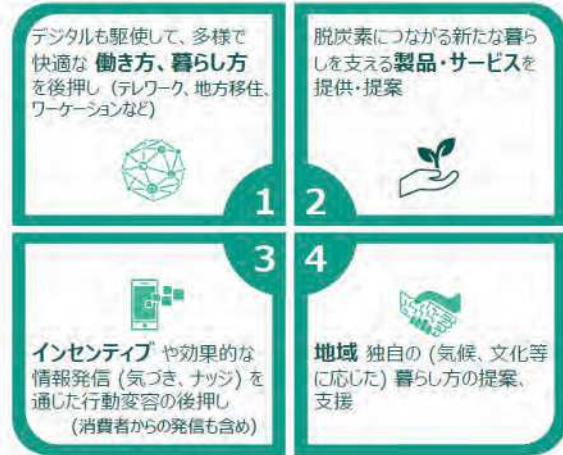 デジタルも駆使して、多様で
快適な 働き方、暮らし方
を後押し (テレワーク、地方移住、
ワーケーションなど)
1
脱炭素につながる新たな暮ら
しを支える製品・サービスを
提供・提案
2
3
インセンティブ や効果的な
情報発信 (気づき、ナッジ) を
通じた行動変容の後押し
(消費者からの発信も含め)
4
地域 独自の (気候、文化等
に応じた) 暮らし方の提案、
支援